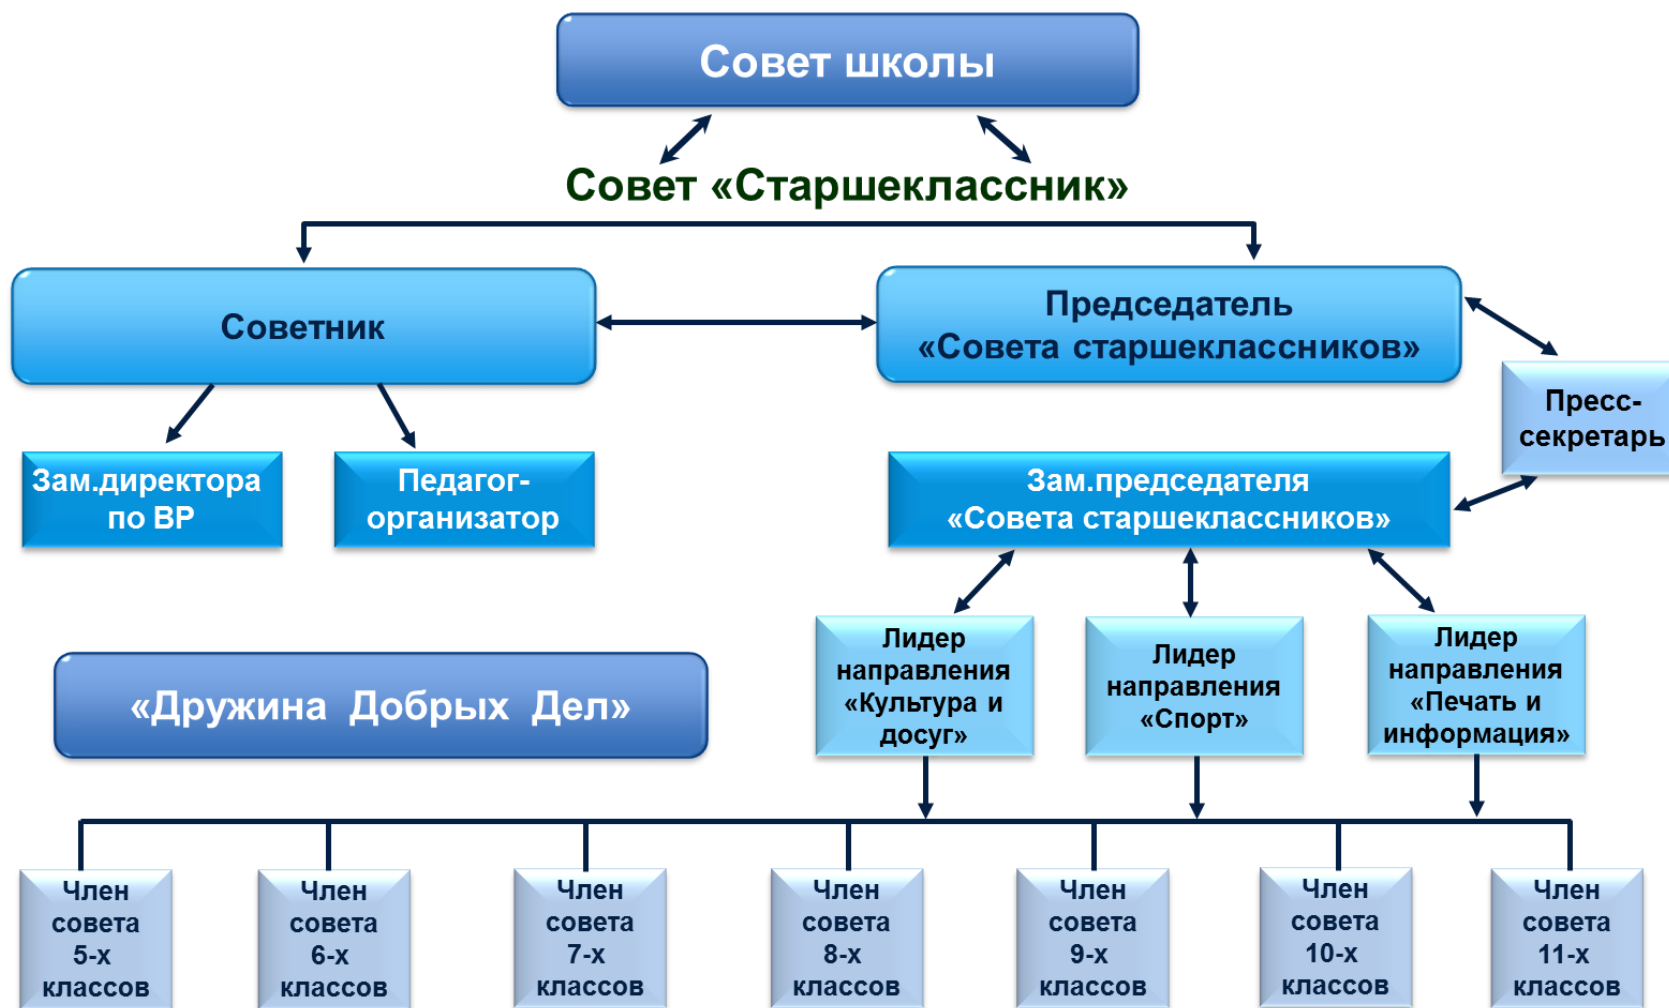 Совет школы
Совет «Старшеклассник»
Советник
Председатель
«Совета старшеклассников»
Пресс-
секретарь
Зам.директора
по ВР
Педагог-
организатор
Зам.председателя
«Совета старшеклассников»
Лидер
направления
«Культура и
досуг»
Лидер
направления
«Спорт»
Лидер
направления
«Печать и
информация»
«Дружина Добрых Дел»
Член
совета
5-х
классов
Член
совета
6-х
классов
Член
совета
7-х
классов
Член
совета
8-х
классов
Член
совета
9-х
классов
Член
совета
10-х
классов
Член
совета
11-х
классов